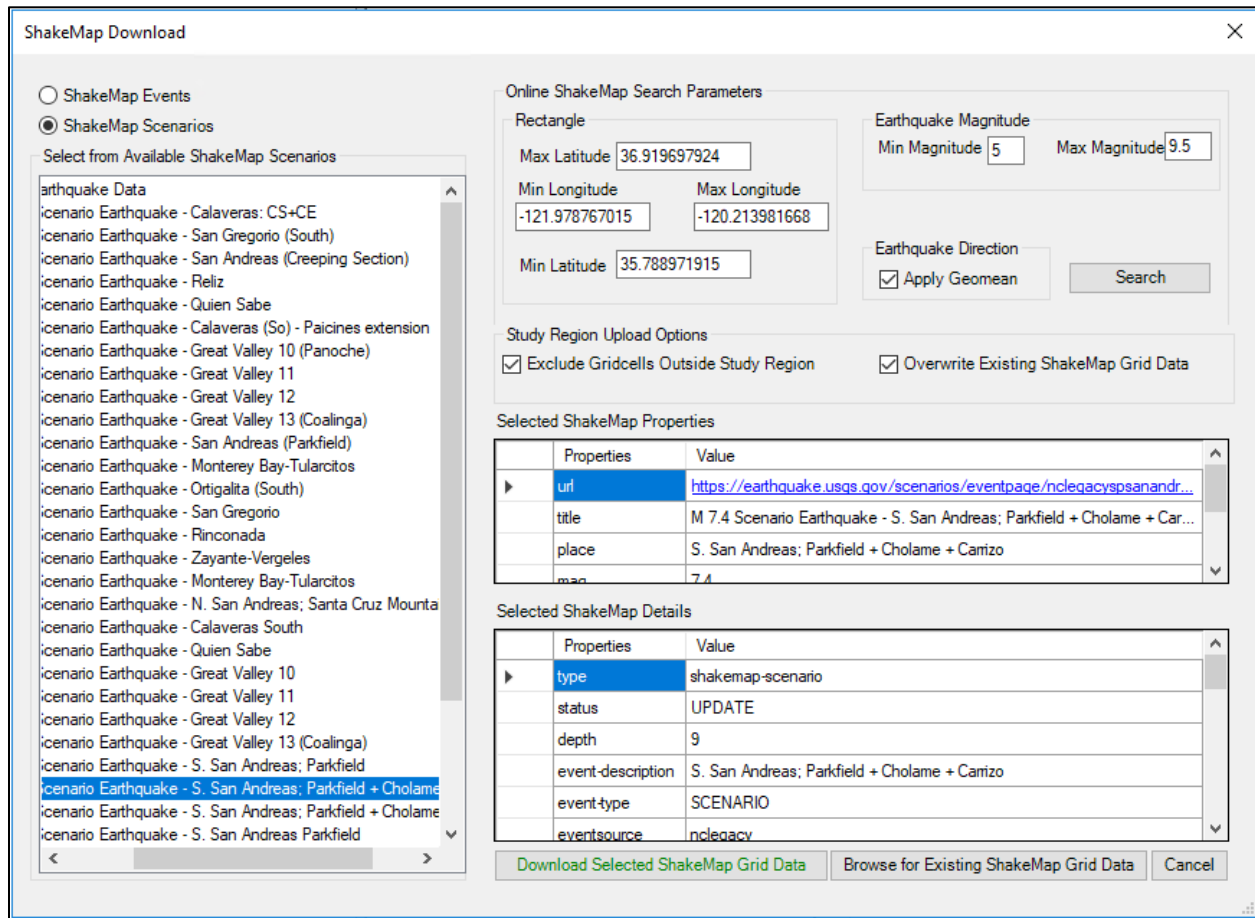 ShakeMap Download
ShakeMap Events
ShakeMap Scenarios
Select from Available ShakeMap Scenarios
arthquake Data
cenario Earthquake - Calaveras: CS+CE
cenario Earthquake - San Gregorio (South)
cenario Earthquake - San Andreas (Creeping Section)
cenario Earthquake - Reliz
cenario Earthquake - Quien Sabe
cenario Earthquake - Calaveras (So) - Paicines extension
cenario Earthquake - Great Valley 10 (Panoche)
cenario Earthquake - Great Valley 11
cenario Earthquake - Great Valley 12
cenario Earthquake - Great Valley 13 (Coalinga)
cenario Earthquake - San Andreas (Parkfield)
cenario Earthquake - Monterey Bay-Tularcitos
cenario Earthquake - Ortigalita (South)
cenario Earthquake - San Gregorio
cenario Earthquake - Rinconada
cenario Earthquake - Zayante-Vergeles
cenario Earthquake - Monterey Bay-Tularcitos
cenario Earthquake - N. San Andreas; Santa Cruz Mounta
cenario Earthquake - Calaveras South
cenario Earthquake - Quien Sabe
cenario Earthquake - Great Valley 10
cenario Earthquake - Great Valley 11
cenario Earthquake - Great Valley 12
cenario Earthquake - Great Valley 13 (Coalinga)
cenario Earthquake - S. San Andreas; Parkfield
cenario Earthquake - S. San Andreas; Parkfield + Cholame
cenario Earthquake - S. San Andreas; Parkfield + Cholame
cenario Earthquake - S. San Andreas Parkfield
Online ShakeMap Search Parameters
Rectangle
Max Latitude 36.919697924
Min Longitude Max Longitude
-121.978767015 -120.213981668
Min Latitude 35.788971915
Earthquake Magnitude
Min Magnitude 5 Max Magnitude 9.5
Earthquake Direction
Apply Geomean
Search
Study Region Upload Options
Exclude Gridcells Outside Study Region Overwrite Existing ShakeMap Grid Data
Selected ShakeMap Properties
Properties Value
url https://earthquake.usgs.gov/scenarios/eventpage/nclegacyspsanandr...
title M 7.4 Scenario Earthquake - S. San Andreas; Parkfield + Cholame + Car...
place S. San Andreas; Parkfield + Cholame + Carrizo
mag 7.4
Selected ShakeMap Details
Properties Value
type shakemap-scenario
status UPDATE
depth 9
event-description S. San Andreas; Parkfield + Cholame + Carrizo
event-type SCENARIO
eventsource nclegacy
Download Selected ShakeMap Grid Data Browse for Existing ShakeMap Grid Data Cancel